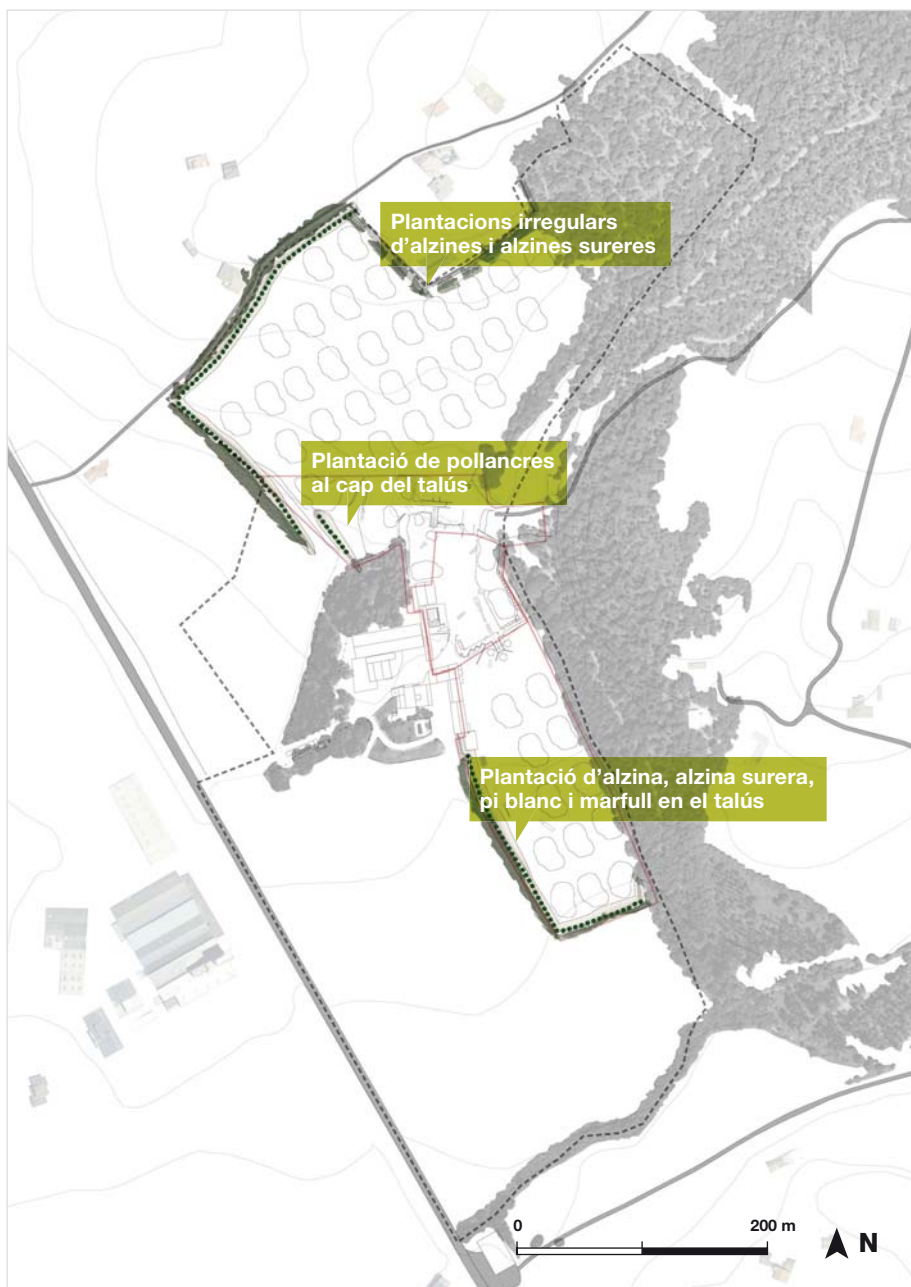 Plantacions irregulars
d'alzines i alzines sureres
Plantació de pollancres
al cap del talús
Plantació d'alzina, alzina surera,
pi blanc i marfull en el talús
0
200 m
N